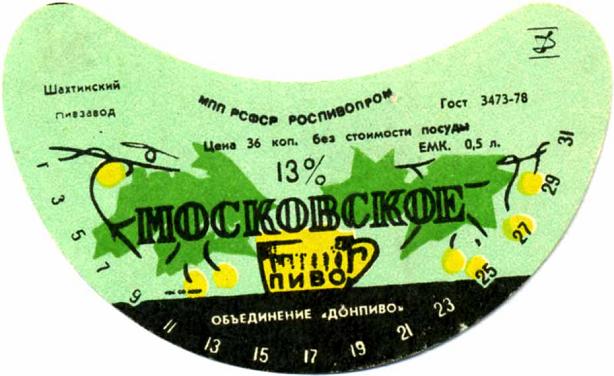 Шахтинский
пивзавод
МПП РСФСР РОСПИВОПРОМ
Гост 3473-78
Цена 36 коп. без стоимости посуды
ЕМК. 0,5 л.
13%
МОСКОВСКОЕ
ПИВО
ОБЪЕДИНЕНИЕ «ДОНПИВО»
1 3 5 7 9 11 13 15 17 19 21 23 25 27 29 31